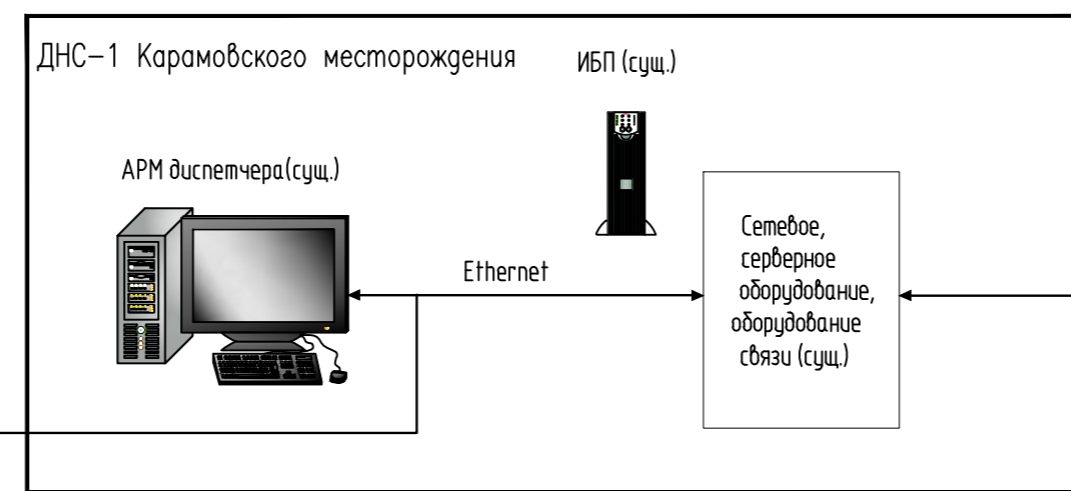 ДНС-1 Карамовского месторождения
ИБП (сущ.)
АРМ диспетчера(сущ.)
Ethernet
Сетевое,
серверное
оборудование,
оборудование
связи (сущ.)